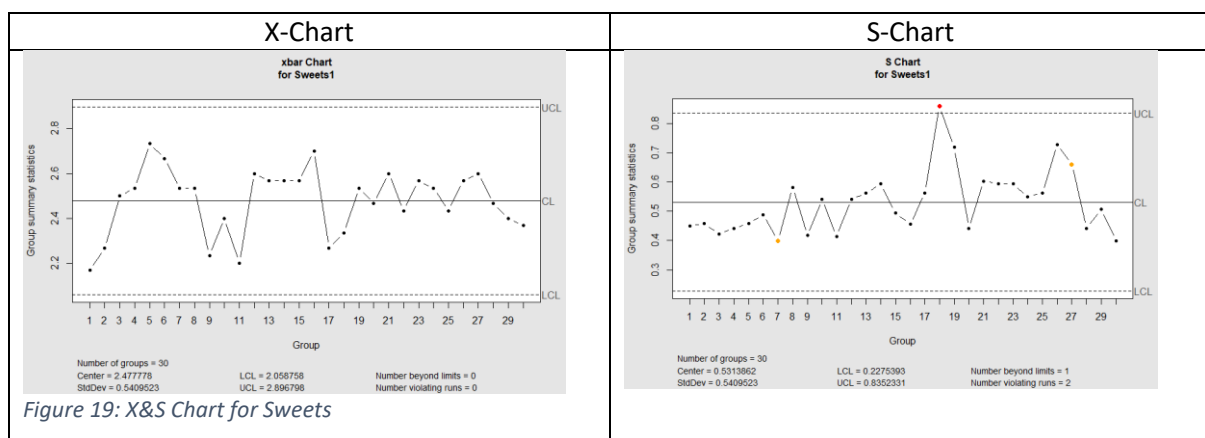 X-Chart
S-Chart
xbar Chart
for Sweets1
Group summary statistics
2.8
2.6
2.4
2.2
UCL
CL
LCL
1 2 3 4 5 6 7 8 9 11 13 15 17 19 21 23 25 27 29
Group
Number of groups = 30
Center = 2.477778 LCL = 2.058758 Number beyond limits = 0
StdDev = 0.5409523 UCL = 2.896798 Number violating runs = 0
S Chart
for Sweets1
Group summary statistics
0.8
0.7
0.6
0.5
0.4
0.3
UCL
CL
LCL
1 2 3 4 5 6 7 8 9 11 13 15 17 19 21 23 25 27 29
Group
Number of groups = 30
Center = 0.5313862 LCL = 0.2275393 Number beyond limits = 1
StdDev = 0.5409523 UCL = 0.8352331 Number violating runs = 2
Figure 19: X&S Chart for Sweets